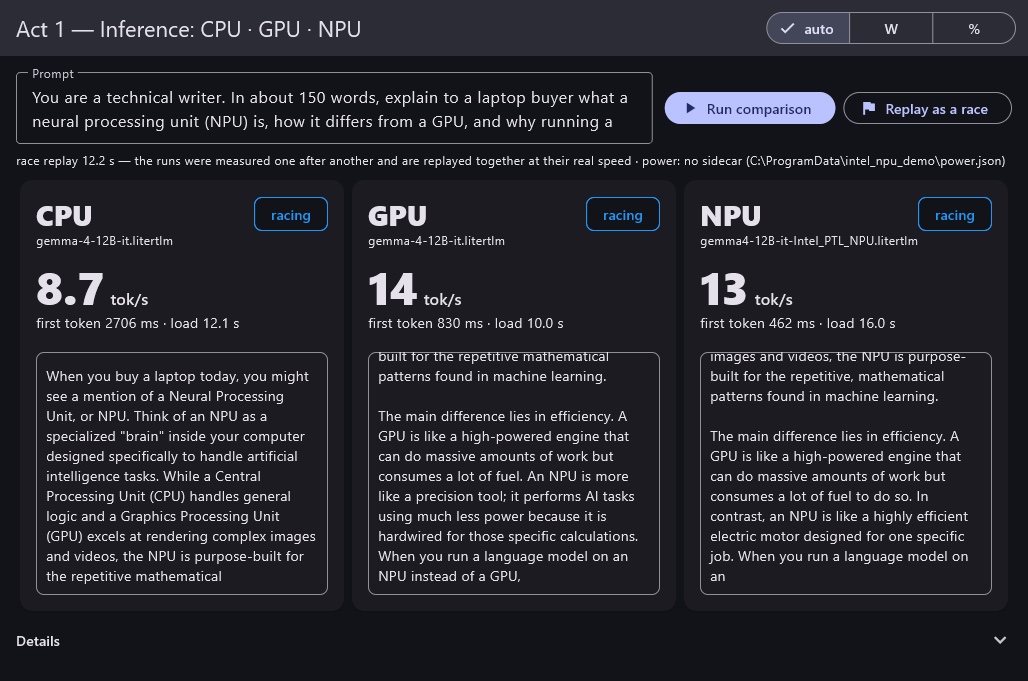 Act 1 — Inference: CPU · GPU · NPU
auto
W
%
Prompt
You are a technical writer. In about 150 words, explain to a laptop buyer what a
neural processing unit (NPU) is, how it differs from a GPU, and why running a
Run comparison
Replay as a race
race replay 12.2 s — the runs were measured one after another and are replayed together at their real speed · power: no sidecar (C:\ProgramData\intel_npu_demo\power.json)
CPU
racing
gemma-4-12B-it.litertlm
8.7 tok/s
first token 2706 ms · load 12.1 s
When you buy a laptop today, you might
see a mention of a Neural Processing
Unit, or NPU. Think of an NPU as a
specialized "brain" inside your computer
designed specifically to handle artificial
intelligence tasks. While a Central
Processing Unit (CPU) handles general
logic and a Graphics Processing Unit
(GPU) excels at rendering complex images
and videos, the NPU is purpose-built for
the repetitive mathematical
GPU
racing
gemma-4-12B-it.litertlm
14 tok/s
first token 830 ms · load 10.0 s
built for the repetitive mathematical
patterns found in machine learning.
The main difference lies in efficiency. A
GPU is like a high-powered engine that
can do massive amounts of work but
consumes a lot of fuel. An NPU is more
like a precision tool; it performs AI tasks
using much less power because it is
hardwired for those specific calculations.
When you run a language model on an
NPU instead of a GPU,
NPU
racing
gemma4-12B-it-Intel_PTL_NPU.litertlm
13 tok/s
first token 462 ms · load 16.0 s
images and videos, the NPU is purpose-
built for the repetitive, mathematical
patterns found in machine learning.
The main difference lies in efficiency. A
GPU is like a high-powered engine that
can do massive amounts of work but
consumes a lot of fuel to do so. In
contrast, an NPU is like a highly efficient
electric motor designed for one specific
job. When you run a language model on
an
Details